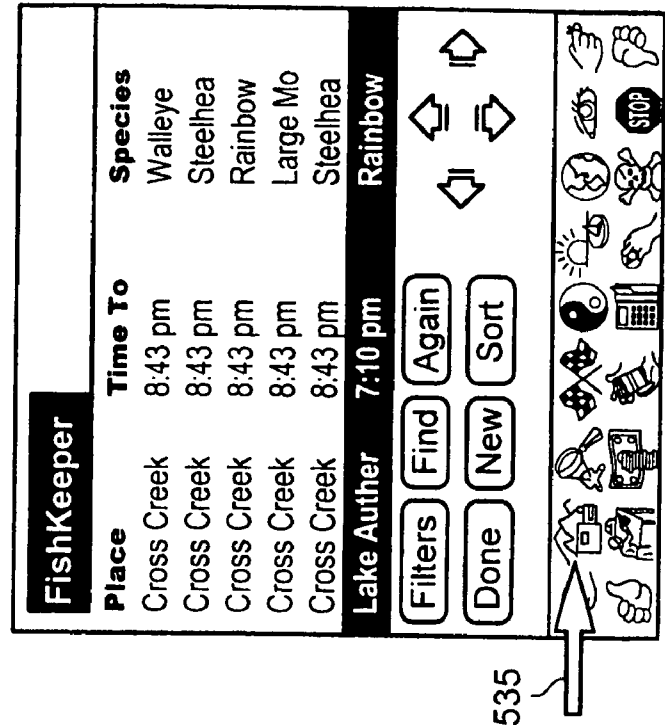 FishKeeper
Place Time To Species
Cross Creek 8:43 pm Walleye
Cross Creek 8:43 pm Steelhea
Cross Creek 8:43 pm Rainbow
Cross Creek 8:43 pm Large Mo
Cross Creek 8:43 pm Steelhea
Lake Auther 7:10 pm Rainbow
Filters Find Again
Done New Sort
STOP
535